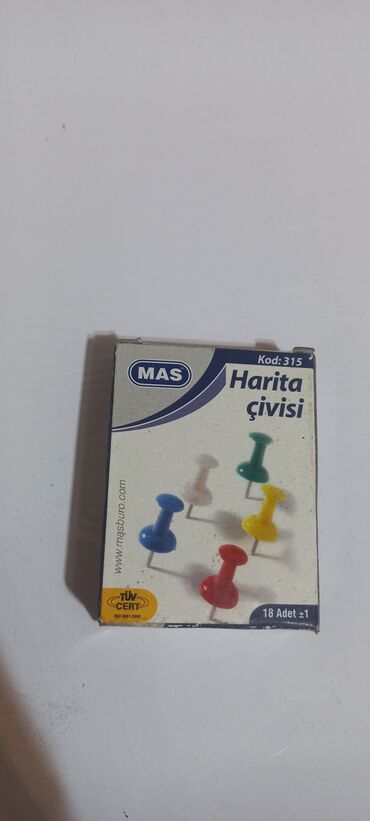 Kod: 315
MAS
Harita
çivisi
www.masburo.com
TÜV
CERT
18 Adet ±1